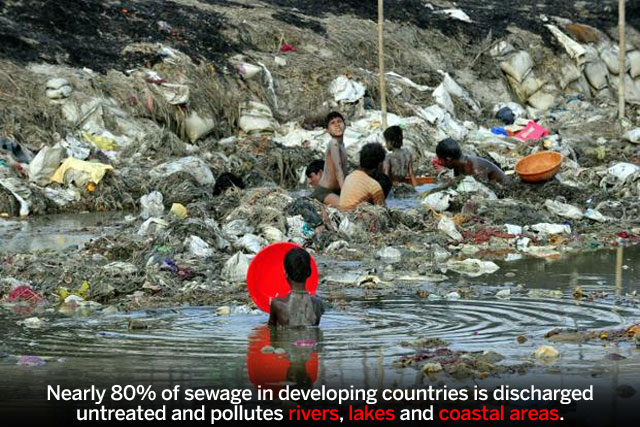 Nearly 80% of sewage in developing countries is discharged
untreated and pollutes rivers, lakes and coastal areas.